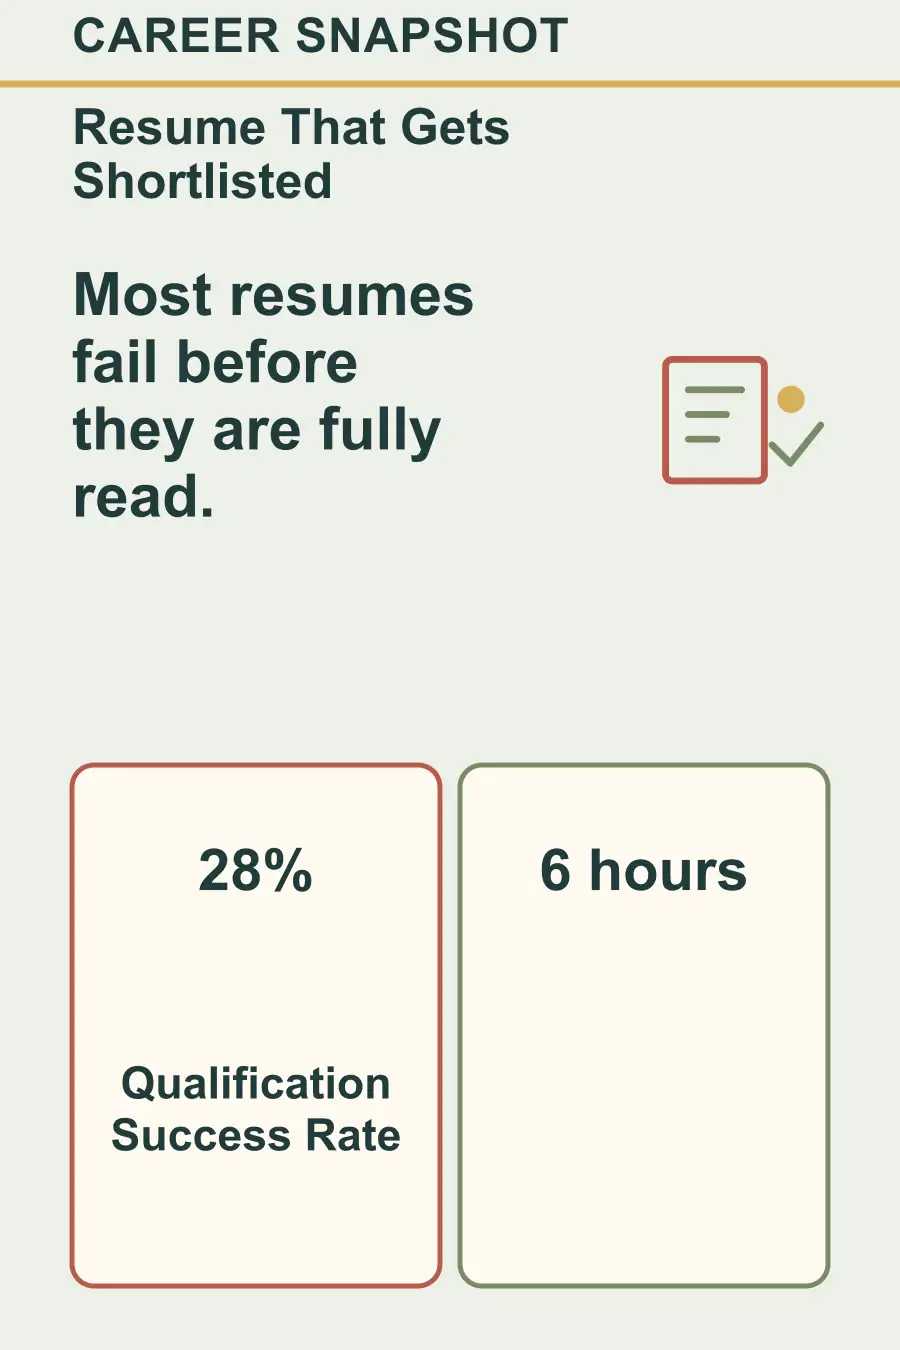 CAREER SNAPSHOT
Resume That Gets
Shortlisted
Most resumes
fail before
they are fully
read.
28%
Qualification
Success Rate
6 hours